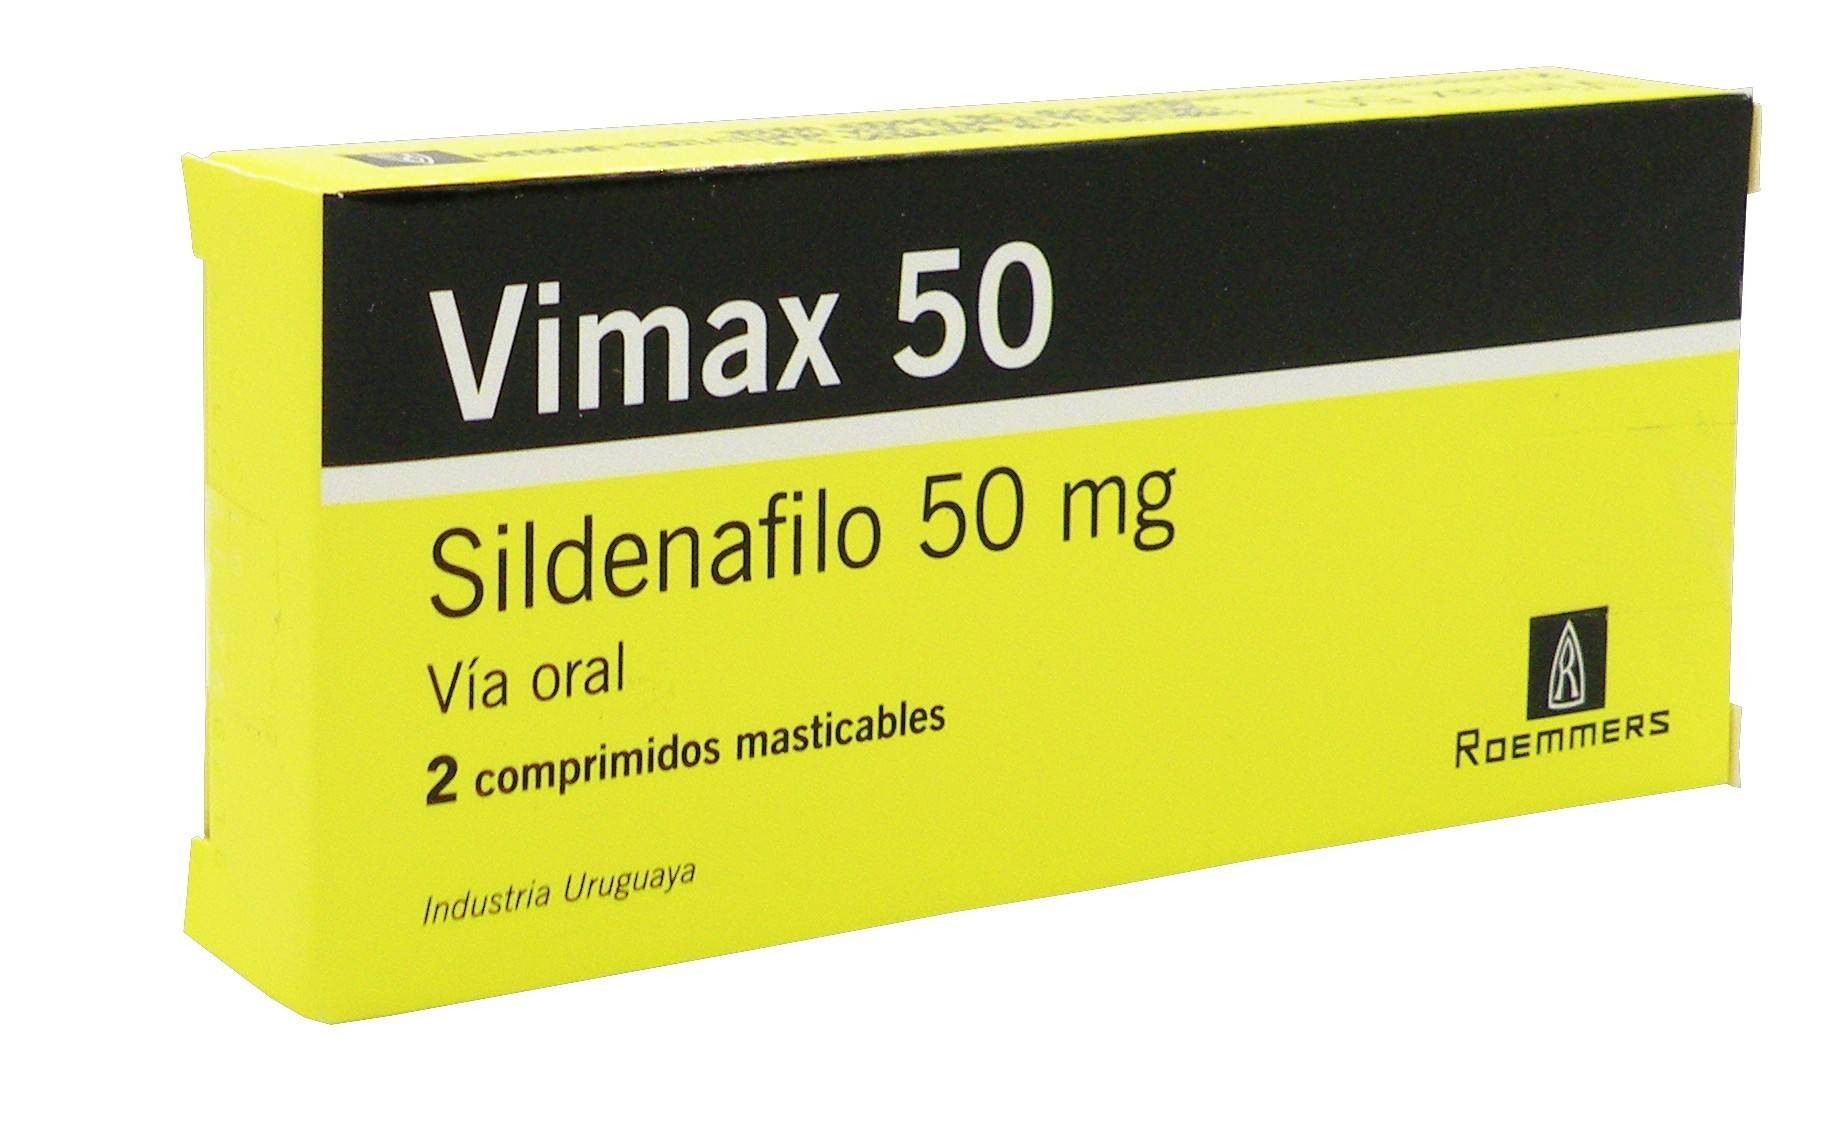 Vimax 50
Sildenafilo 50 mg
Vía oral
2 comprimidos masticables
Industria Uruguaya
R
ROEMMERS